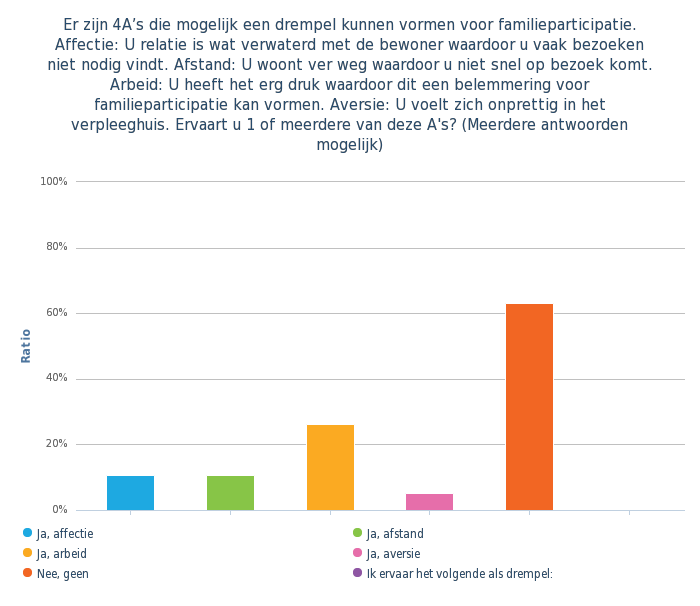 Er zijn 4A’s die mogelijk een drempel kunnen vormen voor familieparticipatie.
Affectie: U relatie is wat verwaterd met de bewoner waardoor u vaak bezoeken
niet nodig vindt. Afstand: U woont ver weg waardoor u niet snel op bezoek komt.
Arbeid: U heeft het erg druk waardoor dit een belemmering voor
familieparticipatie kan vormen. Aversie: U voelt zich onprettig in het
verpleeghuis. Ervaart u 1 of meerdere van deze A's? (Meerdere antwoorden
mogelijk)
100%
80%
60%
40%
20%
0%
Ratio
Ja, affectie
Ja, afstand
Ja, arbeid
Ja, aversie
Nee, geen
Ik ervaar het volgende als drempel: